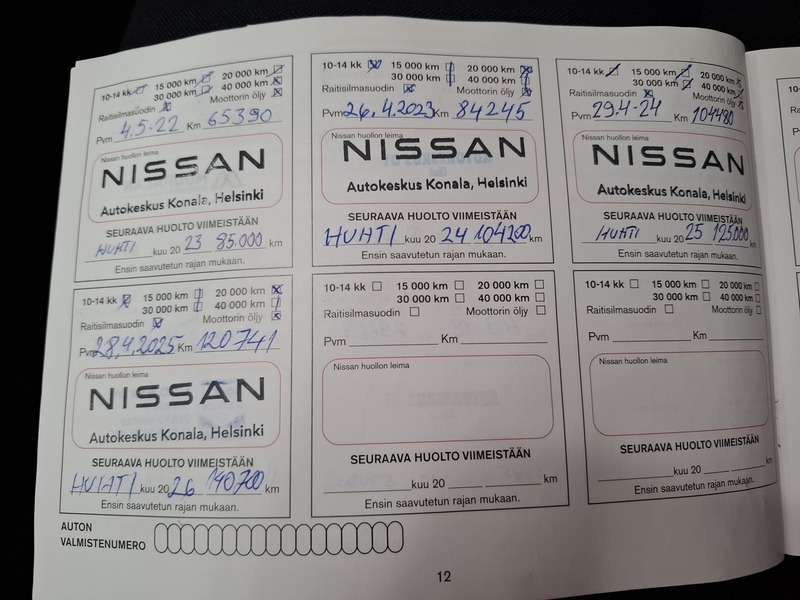 10-14 kk 15 000 km 20 000 km
30 000 km 40 000 km
Raitisilmasuodin Moottorin öljy
Pvm 4.5.22 Km 65390
Nissan huollon leima
NISSAN
Autokeskus Konala, Helsinki
SEURAAVA HUOLTO VIIMEISTÄÄN
HUHTI kuu 20 23 85.000 km
Ensin saavutetun rajan mukaan.
10-14 kk 15 000 km 20 000 km
30 000 km 40 000 km
Raitisilmasuodin Moottorin öljy
Pvm 26.4.2023 Km 84245
Nissan huollon leima
NISSAN
Autokeskus Konala, Helsinki
SEURAAVA HUOLTO VIIMEISTÄÄN
HUHTI kuu 20 24 104200 km
Ensin saavutetun rajan mukaan.
10-14 kk 15 000 km 20 000 km
30 000 km 40 000 km
Raitisilmasuodin Moottorin öljy
Pvm 29.4-24 Km 104480
Nissan huollon leima
NISSAN
Autokeskus Konala, Helsinki
SEURAAVA HUOLTO VIIMEISTÄÄN
HUHTI kuu 20 25 125000 km
Ensin saavutetun rajan mukaan.
10-14 kk 15 000 km 20 000 km
30 000 km 40 000 km
Raitisilmasuodin Moottorin öljy
Pvm 28.4.2025 Km 120741
Nissan huollon leima
NISSAN
Autokeskus Konala, Helsinki
SEURAAVA HUOLTO VIIMEISTÄÄN
HUHTI kuu 20 26 140700 km
Ensin saavutetun rajan mukaan.
10-14 kk 15 000 km 20 000 km
30 000 km 40 000 km
Raitisilmasuodin Moottorin öljy
Pvm Km
Nissan huollon leima
SEURAAVA HUOLTO VIIMEISTÄÄN
kuu 20 km
Ensin saavutetun rajan mukaan.
10-14 kk 15 000 km 20 000 km
30 000 km 40 000 km
Raitisilmasuodin Moottorin öljy
Pvm Km
Nissan huollon leima
SEURAAVA HUOLTO VIIMEISTÄÄN
kuu 20 km
Ensin saavutetun rajan mukaan.
AUTON
VALMISTENUMERO
12